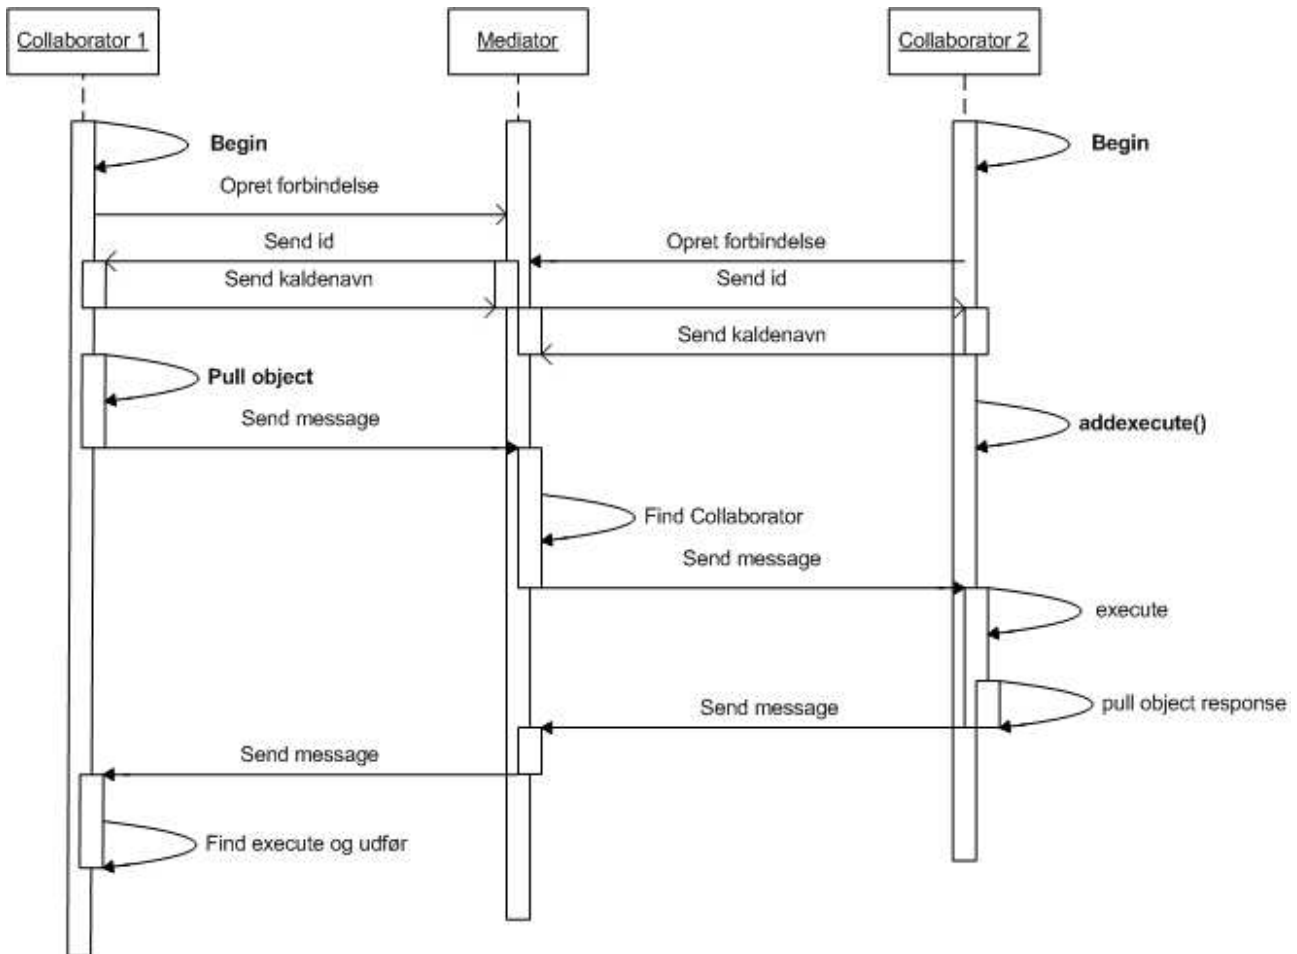 Collaborator 1
Mediator
Collaborator 2
Begin
Begin
Opret forbindelse
Send id
Opret forbindelse
Send kaldenavn
Send id
Send kaldenavn
Pull object
Send message
addexecute()
Find Collaborator
Send message
execute
pull object response
Send message
Send message
Find execute og udfør